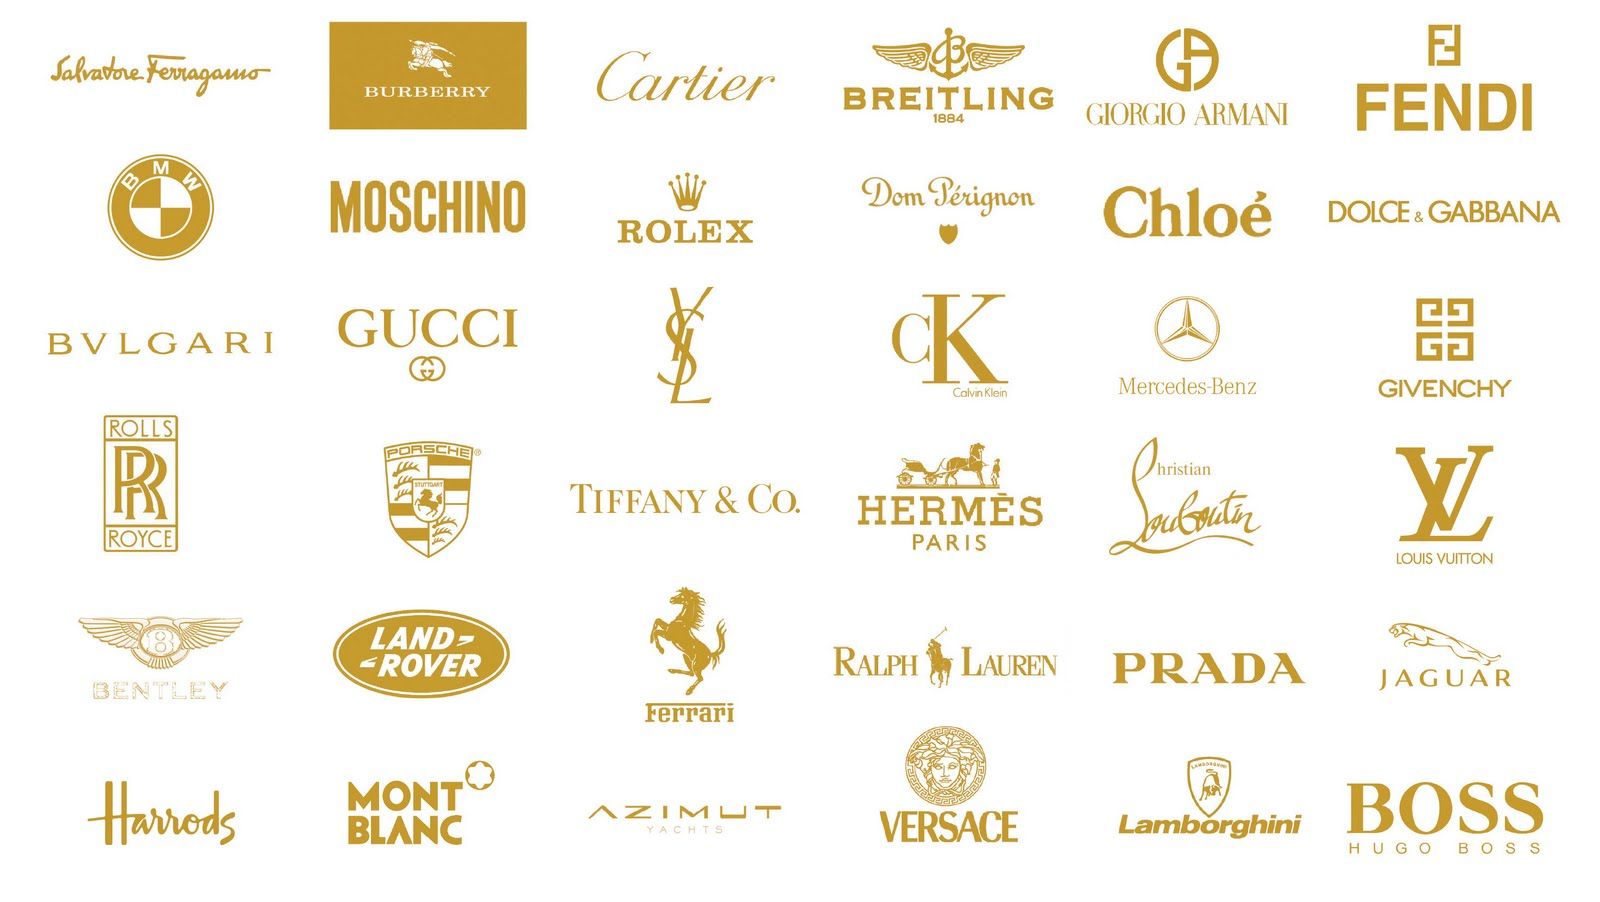 Salvatore Ferragamo
BURBERRY
Cartier
B
BREITLING
1884
GA
GIORGIO ARMANI
FF
FENDI
BMW
MOSCHINO
ROLEX
Dom Pérignon
Chloé
DOLCE & GABBANA
BVLGARI
GUCCI
GG
YSL
CK
Calvin Klein
Mercedes-Benz
GIVENCHY
ROLLS
RR
ROYCE
PORSCHE®
STUTTGART
TIFFANY & CO.
HERMÈS
PARIS
Christian
Louboutin
LV
LOUIS VUITTON
B
BENTLEY
LAND-
-ROVER
Ferrari
RALPH LAUREN
PRADA
JAGUAR
Harrods
MONT
BLANC
AZIMUT
YACHTS
VERSACE
LAMBORGHINI
Lamborghini
BOSS
HUGO BOSS